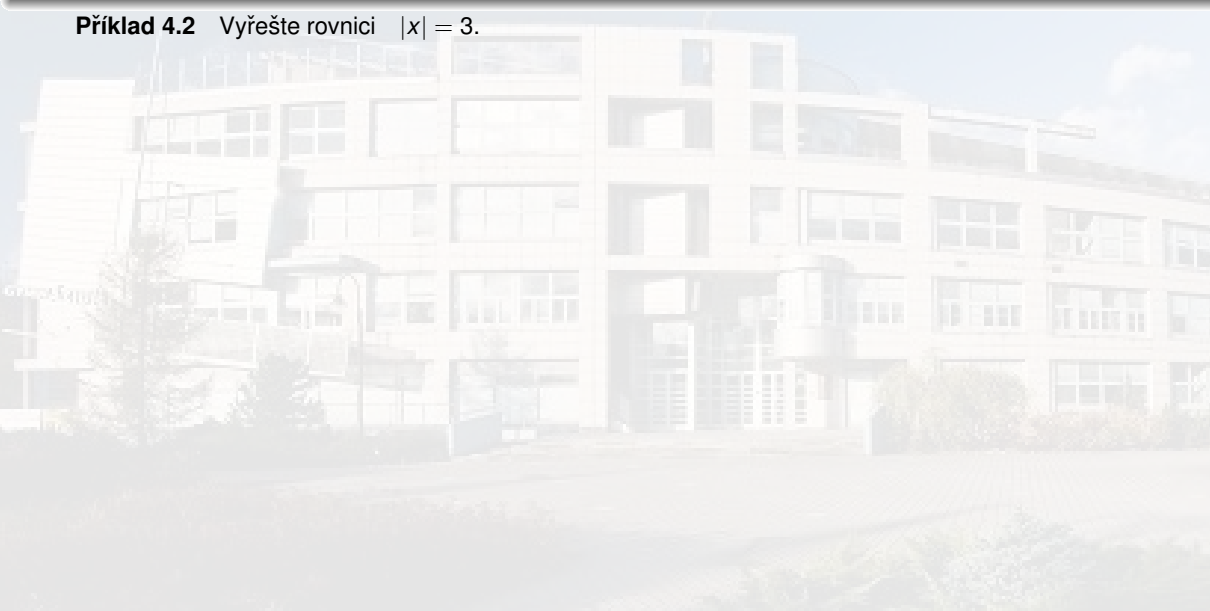 Příklad 4.2 Vyřešte rovnici |x| = 3.